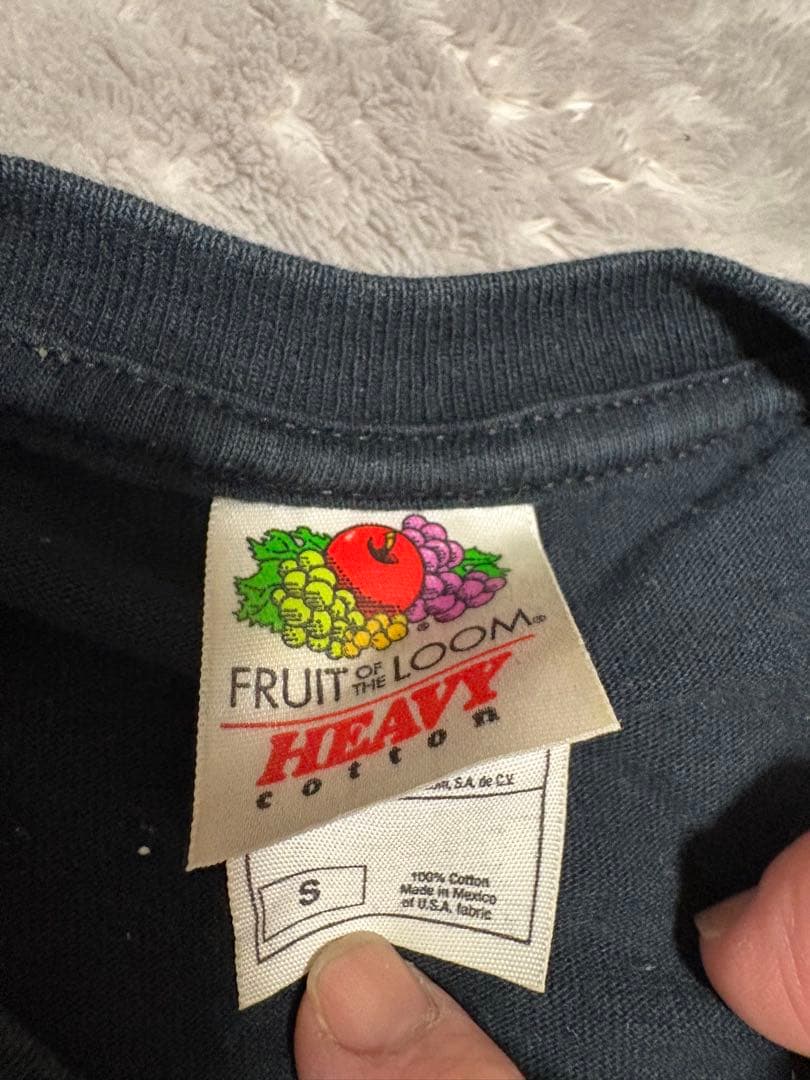 FRUIT OF THE LOOM®
HEAVY
cotton
S.A. de C.V.
S
100% Cotton
Made in Mexico
of U.S.A. fabric